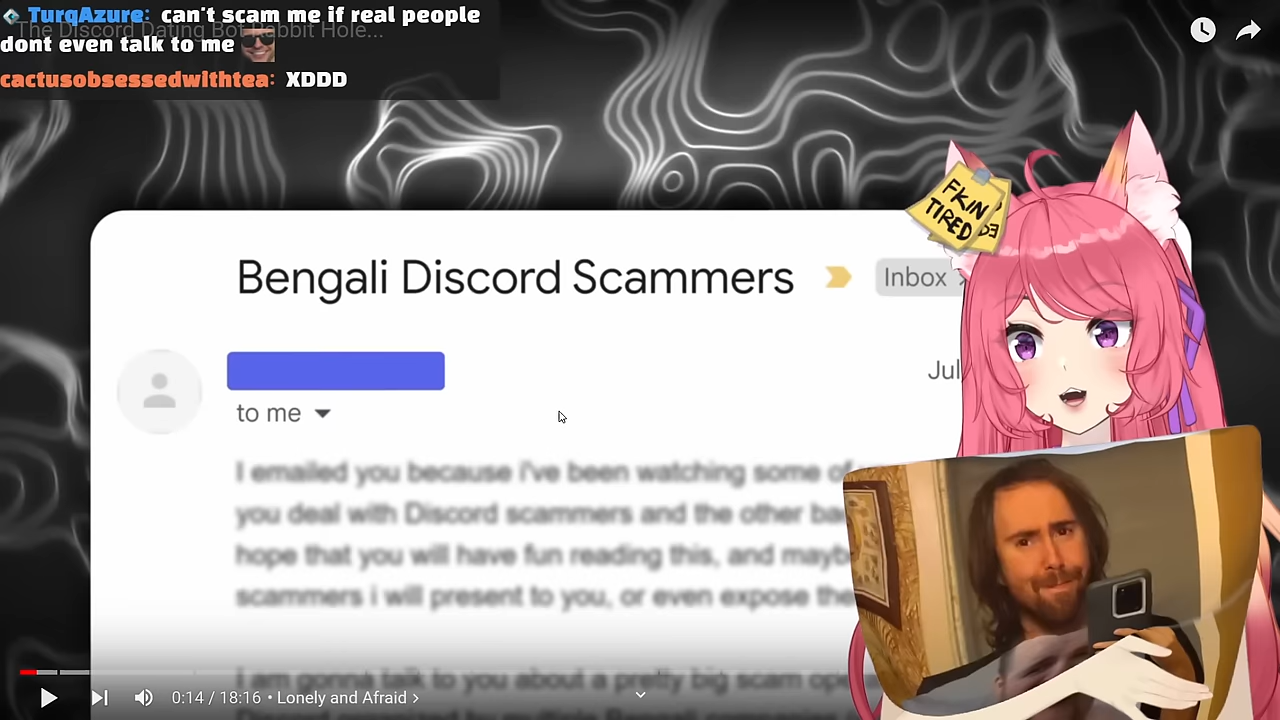 TurqAzure: can't scam me if real people
dont even talk to me
The Discord Dating Bot Rabbit Hole...
cactusobsessedwithtea: XDDD
FKIN
TIRED
Bengali Discord Scammers
Inbox
Jul
to me
I emailed you because i've been watching some of
you deal with Discord scammers and the other
hope that you will have fun reading this, and
scammers i will present to you, or even expose
I am gonna talk to you about a pretty big scam
0:14 / 18:16 • Lonely and Afraid ›